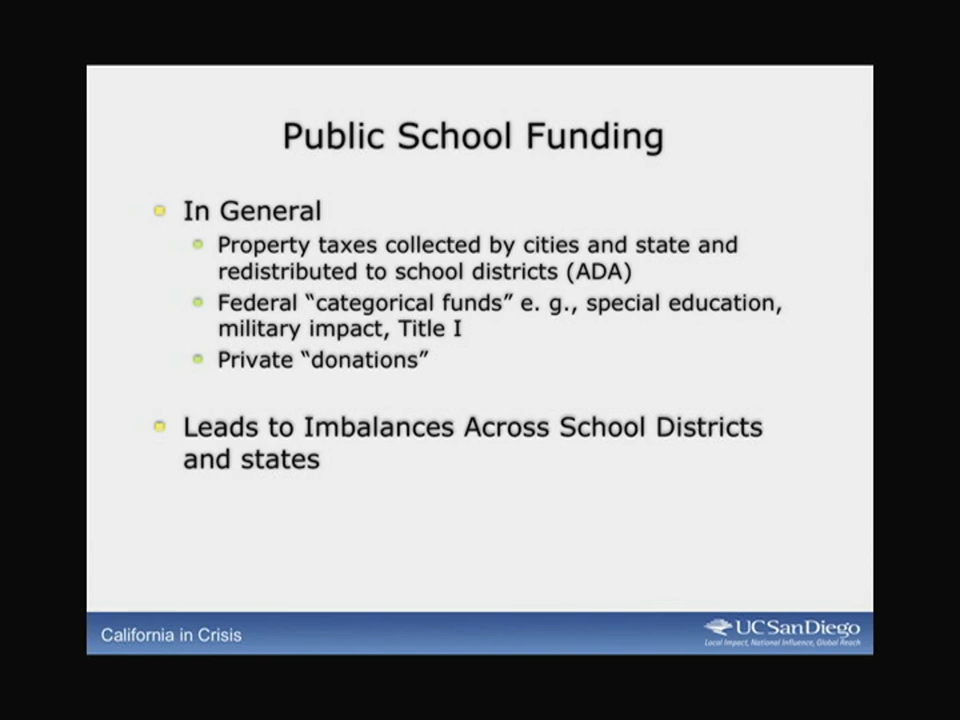 Public School Funding
In General
Property taxes collected by cities and state and
redistributed to school districts (ADA)
Federal “categorical funds” e. g., special education,
military impact, Title I
Private “donations”
Leads to Imbalances Across School Districts
and states
California in Crisis
UC San Diego
Local Impact, National Influence, Global Reach